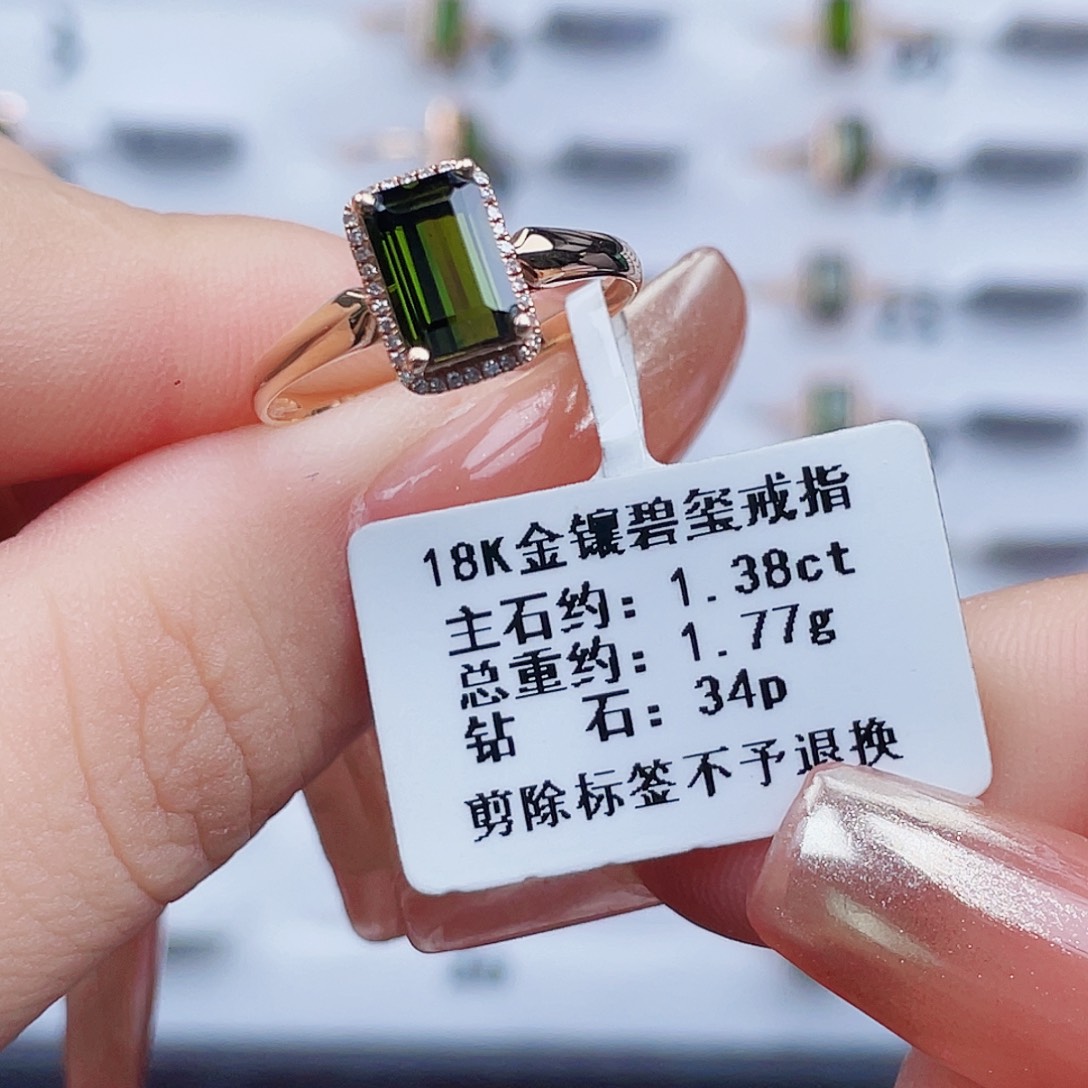 18K金镶碧玺戒指
主石约：1.38ct
总重约：1.77g
钻 石：34p
剪除标签不予退换